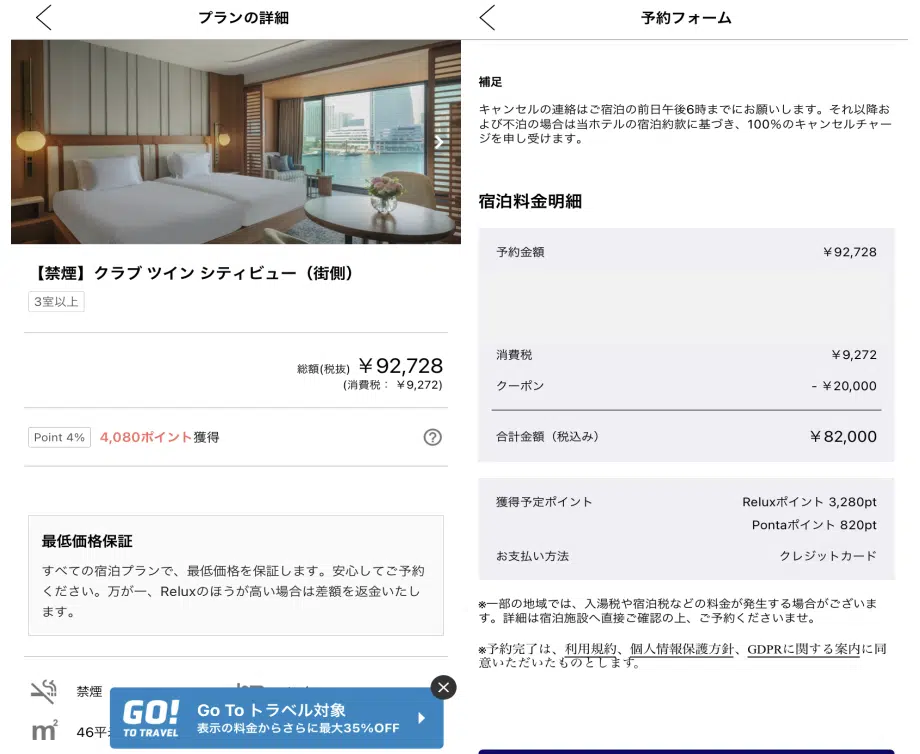 プランの詳細
【禁煙】クラブ ツイン シティビュー（街側）
3室以上
総額(税抜) ￥92,728
(消費税： ￥9,272)
Point 4% 4,080ポイント獲得
?
最低価格保証
すべての宿泊プランで、最低価格を保証します。安心してご予約
ください。万が一、Reluxのほうが高い場合は差額を返金いたし
ます。
禁煙
m² 46平
GO!
TO TRAVEL
Go To トラベル対象
表示の料金からさらに最大35%OFF
予約フォーム
補足
キャンセルの連絡はご宿泊の前日午後6時までにお願いします。それ以降お
よび不泊の場合は当ホテルの宿泊約款に基づき、100%のキャンセルチャー
ジを申し受けます。
宿泊料金明細
予約金額 ￥92,728
消費税 ￥9,272
クーポン - ￥20,000
合計金額（税込み） ￥82,000
獲得予定ポイント Reluxポイント 3,280pt
Pontaポイント 820pt
お支払い方法 クレジットカード
※一部の地域では、入湯税や宿泊税などの料金が発生する場合がございま
す。詳細は宿泊施設へ直接ご確認の上、ご予約くださいませ。
※予約完了は、利用規約、個人情報保護方針、GDPRに関する案内に同
意いただいたものとします。